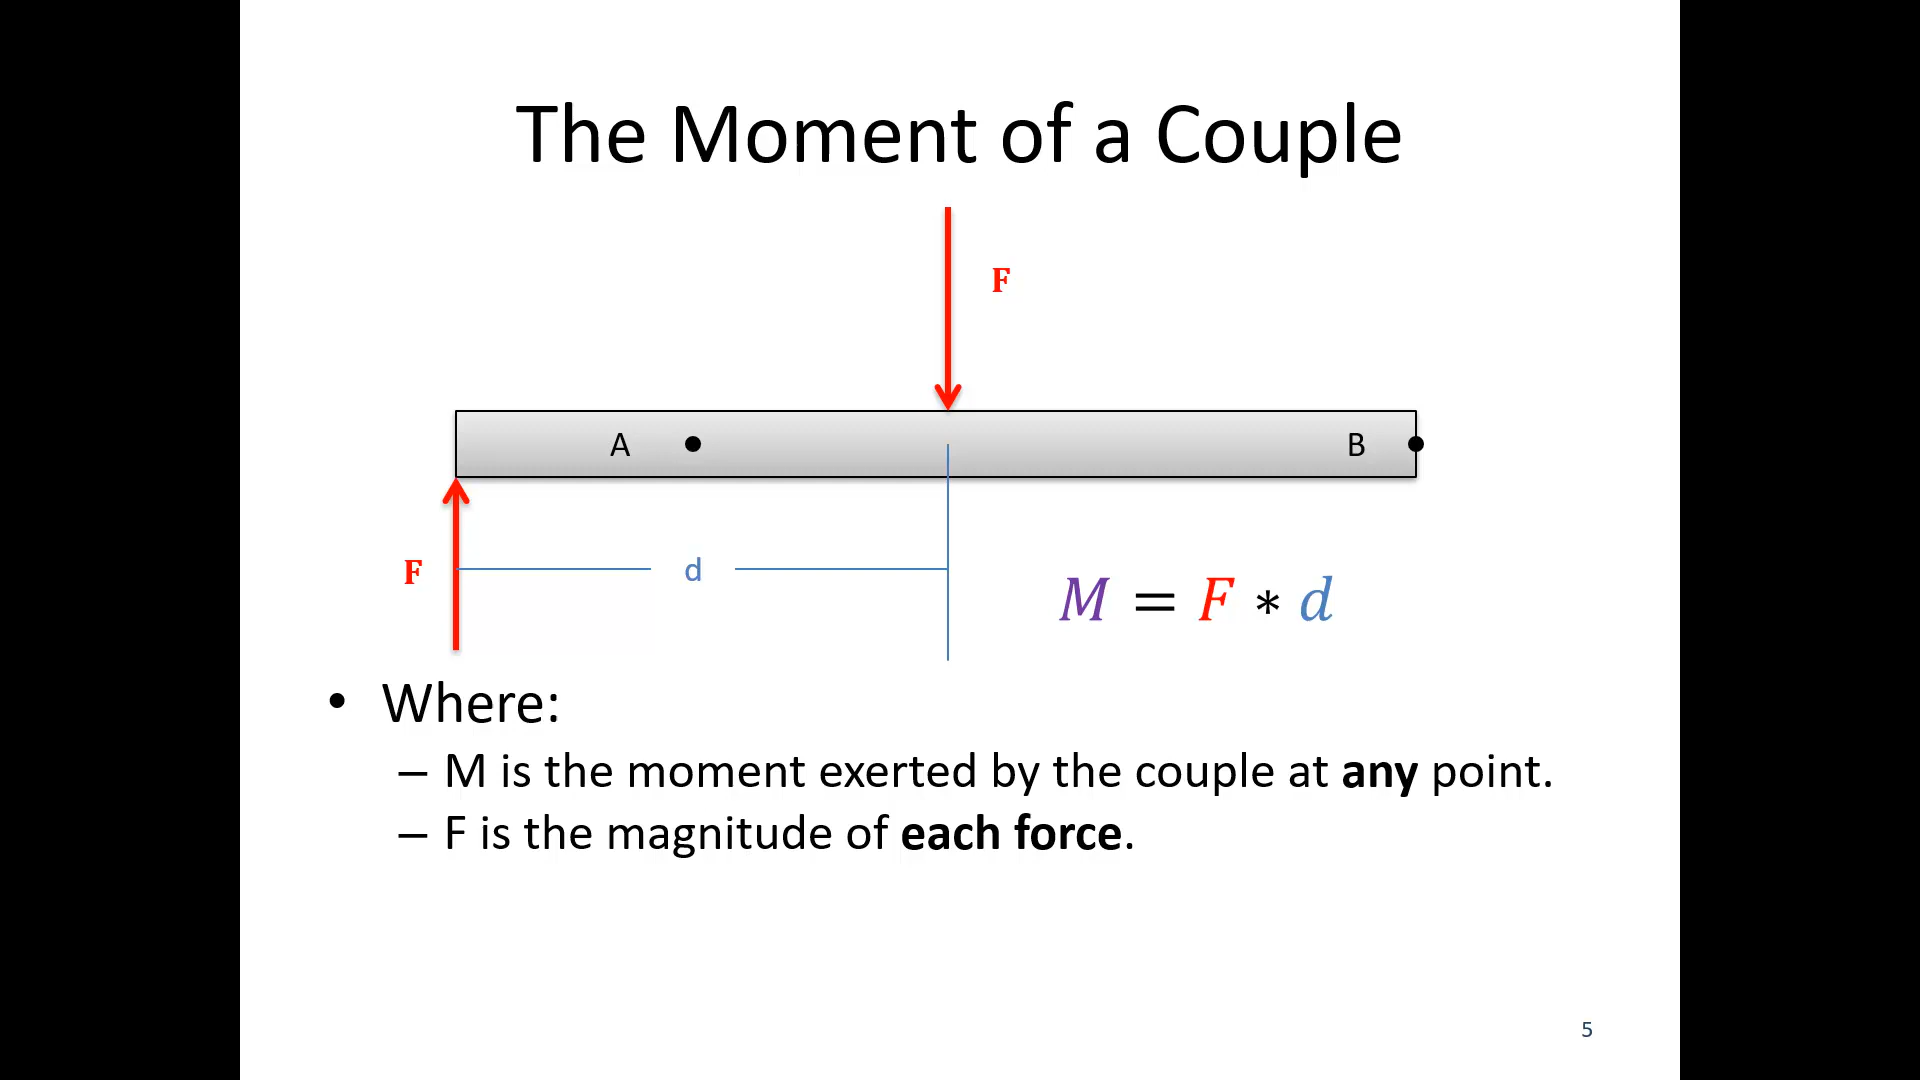 The Moment of a Couple
F
A
B
F
d
M = F * d
• Where:
– M is the moment exerted by the couple at any point.
– F is the magnitude of each force.
5